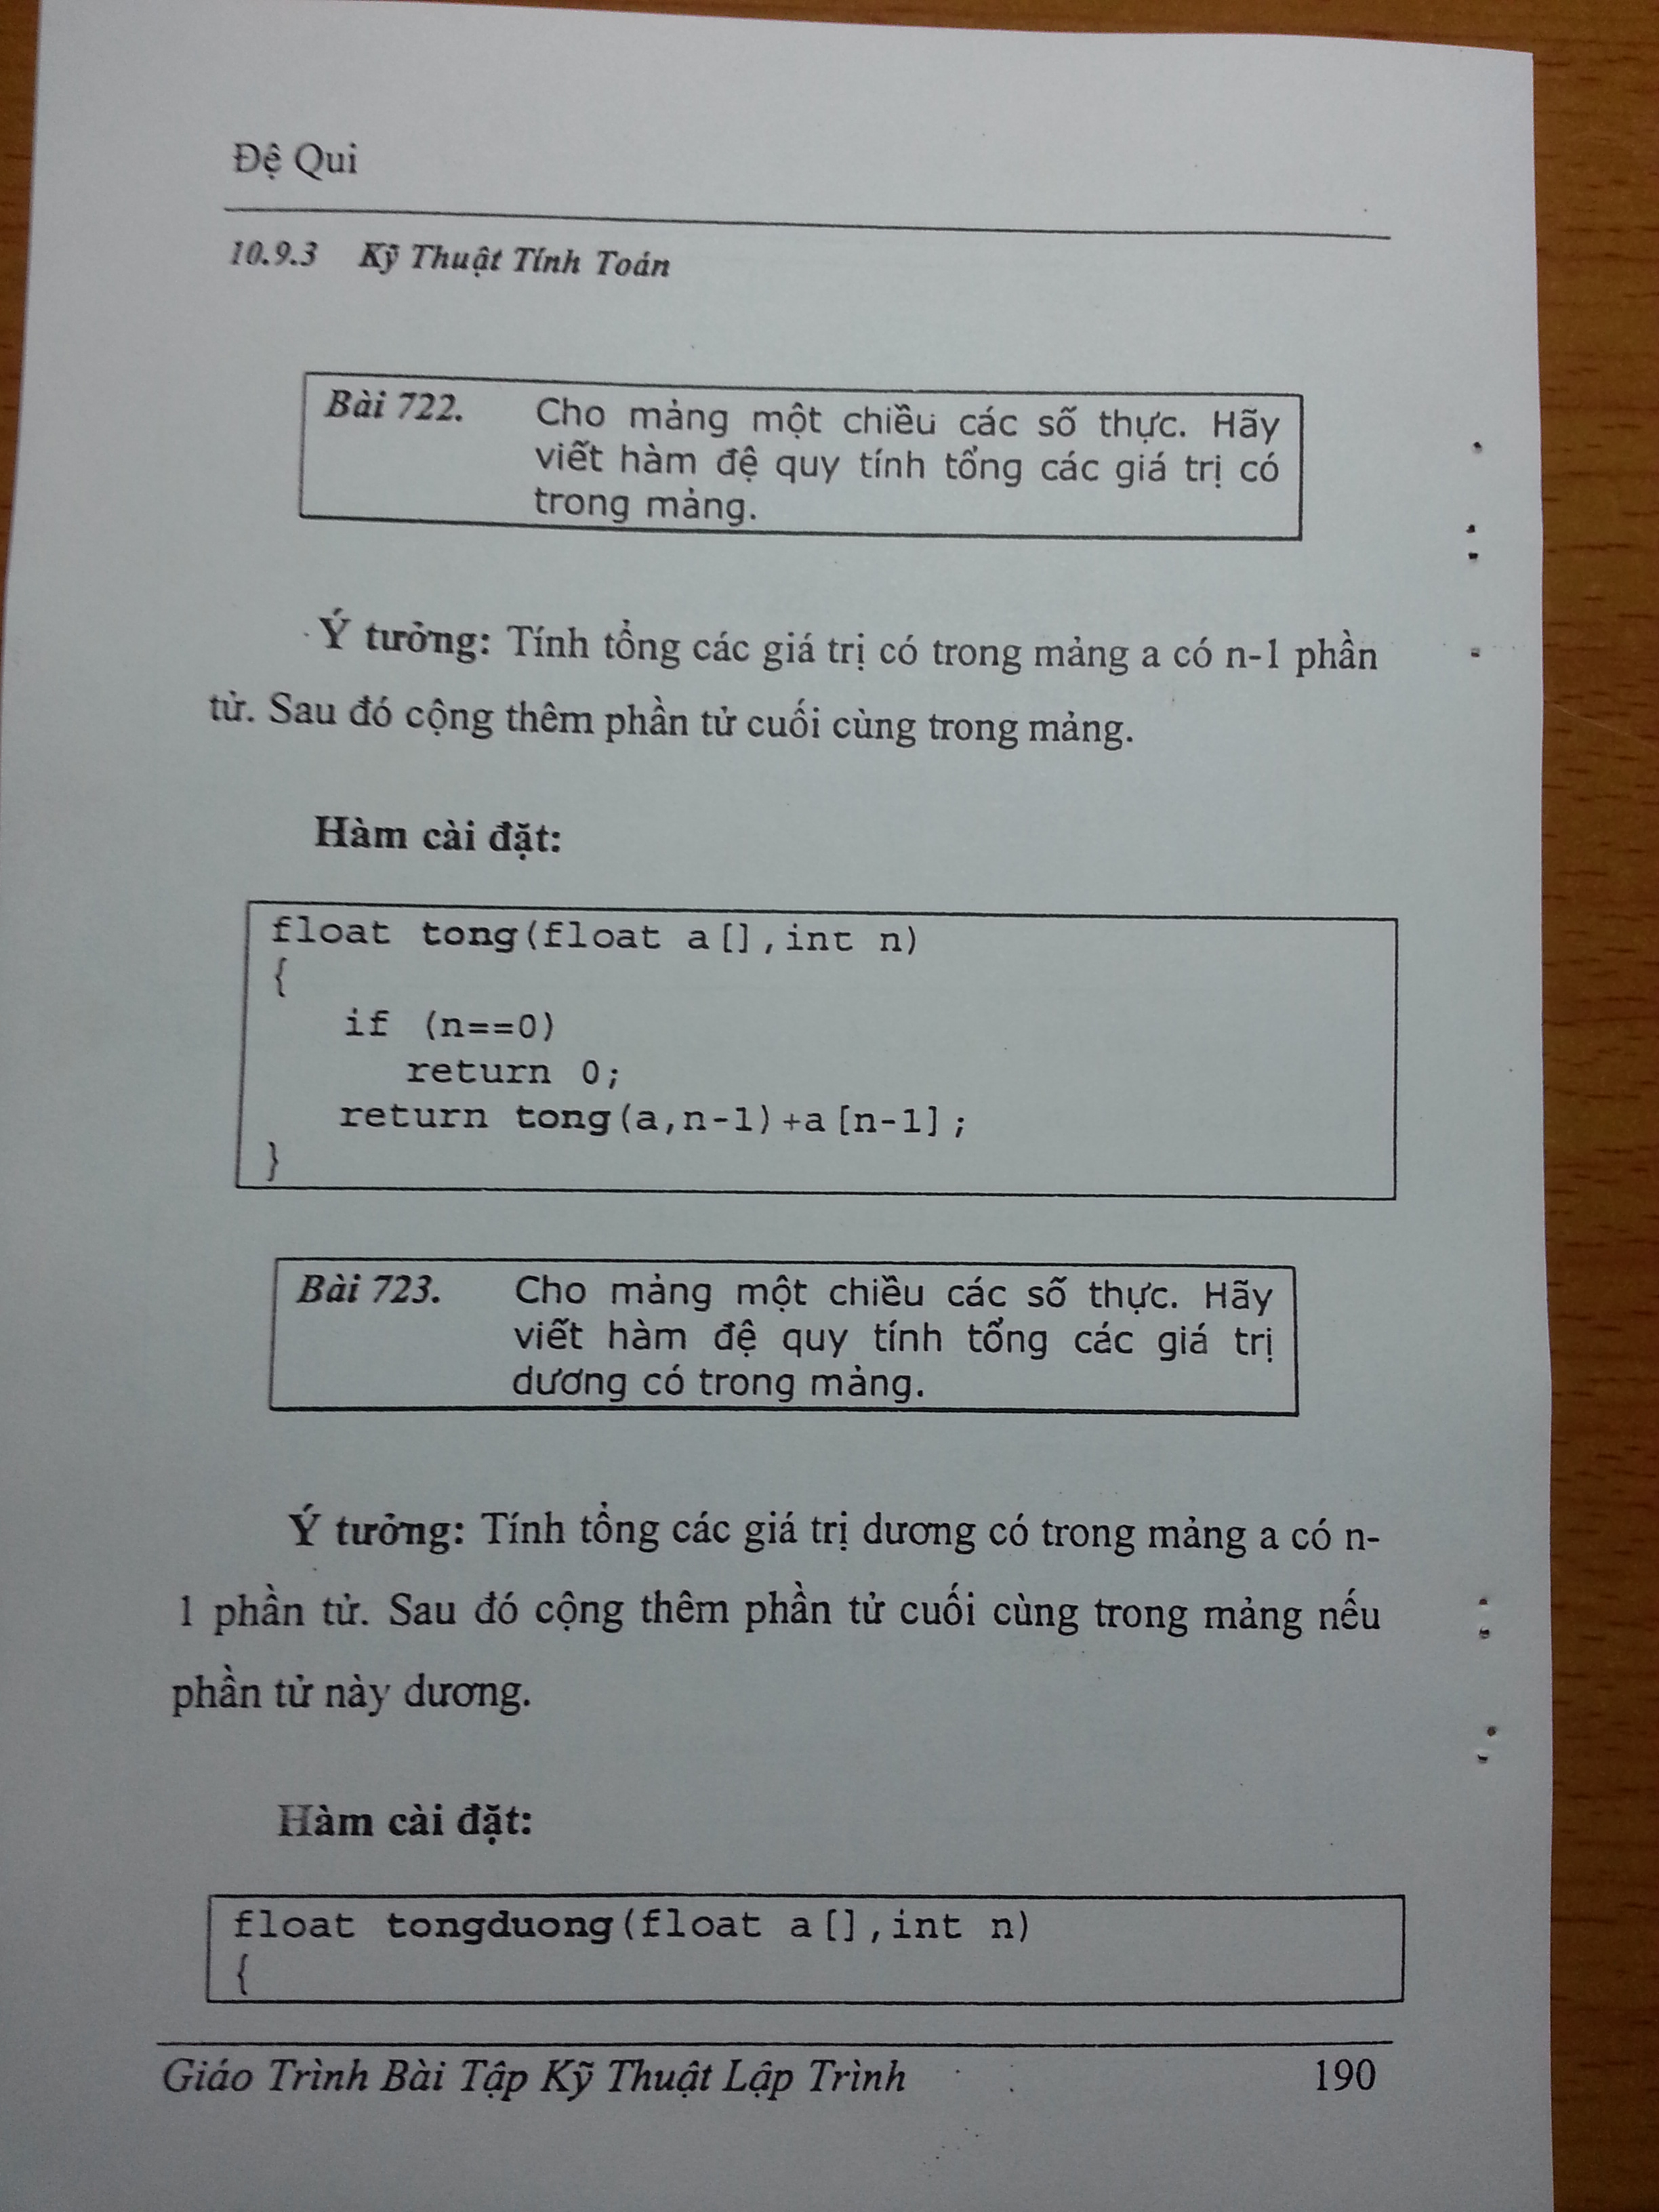 Đệ Qui
10.9.3 Kỹ Thuật Tính Toán
Bài 722. Cho mảng một chiều các số thực. Hãy
viết hàm đệ quy tính tổng các giá trị có
trong mảng.
Ý tưởng: Tính tổng các giá trị có trong mảng a có n-1 phần
tử. Sau đó cộng thêm phần tử cuối cùng trong mảng.
Hàm cài đặt:
float tong(float a[],int n)
{
if (n==0)
return 0;
return tong(a,n-1)+a[n-1];
}
Bài 723. Cho mảng một chiều các số thực. Hãy
viết hàm đệ quy tính tổng các giá trị
dương có trong mảng.
Ý tưởng: Tính tổng các giá trị dương có trong mảng a có n-
1 phần tử. Sau đó cộng thêm phần tử cuối cùng trong mảng nếu
phần tử này dương.
Hàm cài đặt:
float tongduong(float a[],int n)
{
Giáo Trình Bài Tập Kỹ Thuật Lập Trình 190